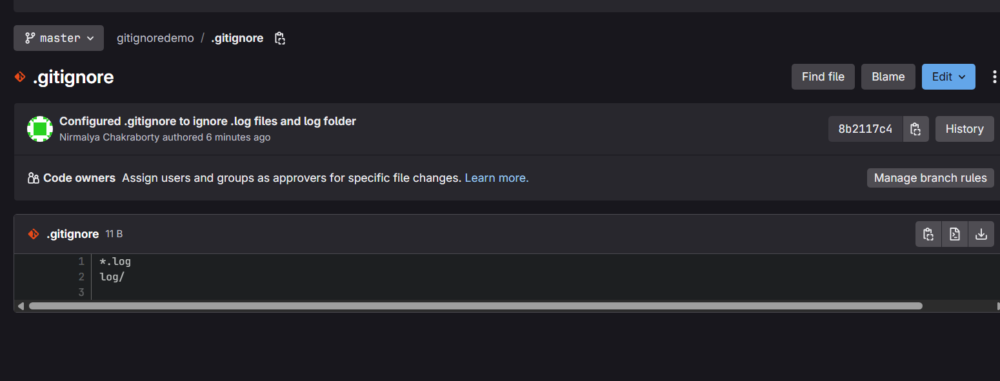 master gitignoredemo / .gitignore
.gitignore Find file Blame Edit
Configured .gitignore to ignore .log files and log folder
Nirmalya Chakraborty authored 6 minutes ago
8b2117c4 History
Code owners Assign users and groups as approvers for specific file changes. Learn more. Manage branch rules
.gitignore 11 B
1 *.log
2 log/
3